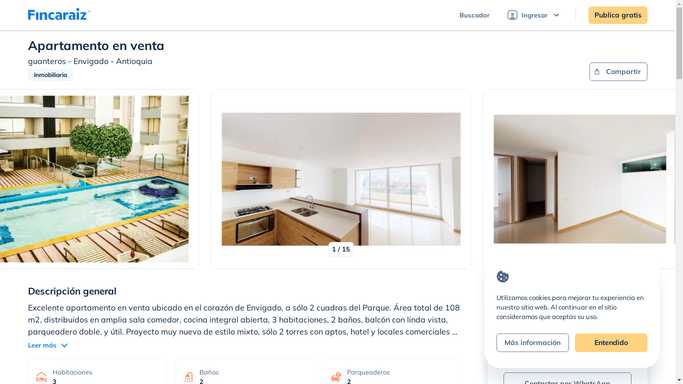 Fincaraiz
Buscador
Ingresar
Publica gratis
Apartamento en venta
guanteros - Envigado - Antioquia
Inmobiliaria
Compartir
1 / 15
Descripción general
Excelente apartamento en venta ubicado en el corazón de Envigado, a sólo 2 cuadras del Parque. Área total de 108
m2, distribuidos en amplia sala comedor, cocina integral abierta, 3 habitaciones, 2 baños, balcón con linda vista,
parqueadero doble, y útil. Proyecto muy nuevo de estilo mixto, sólo 2 torres con aptos, hotel y locales comerciales ...
Leer más
Habitaciones
3
Baños
2
Parqueaderos
2
Utilizamos cookies para mejorar tu experiencia en
nuestro sitio web. Al continuar en el sitio
consideramos que aceptas su uso.
Más información
Entendido
Contactar por WhatsApp